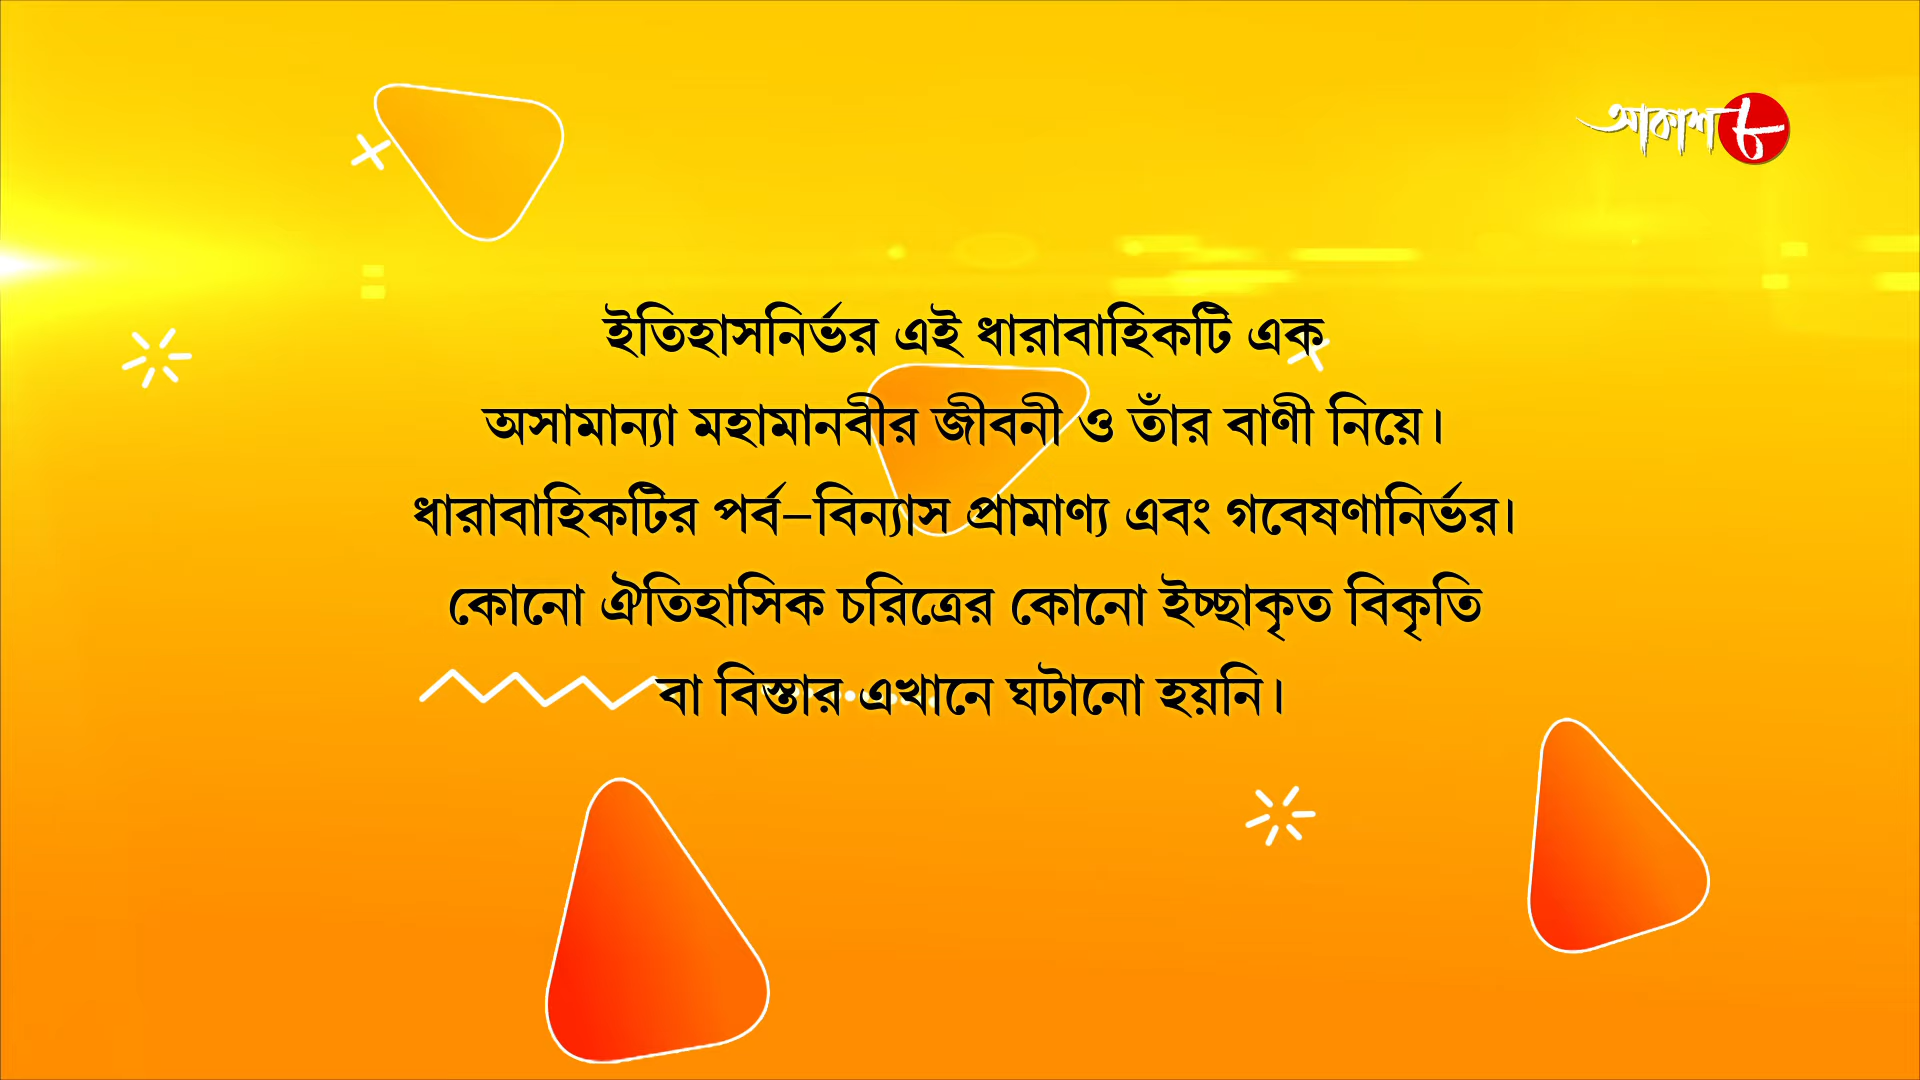 আকাশ ৮
ইতিহাসনির্ভর এই ধারাবাহিকটি এক
অসামান্যা মহামানবীর জীবনী ও তাঁর বাণী নিয়ে।
ধারাবাহিকটির পর্ব–বিন্যাস প্রামাণ্য এবং গবেষণানির্ভর।
কোনো ঐতিহাসিক চরিত্রের কোনো ইচ্ছাকৃত বিকৃতি
বা বিস্তার এখানে ঘটানো হয়নি।